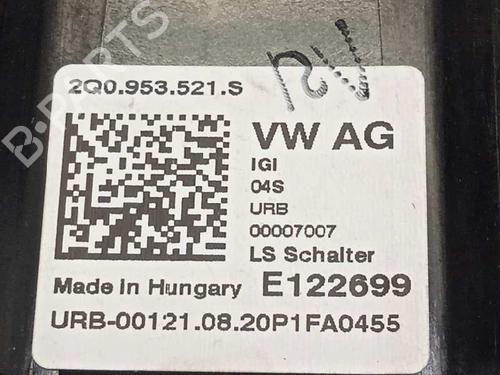 2Q0.953.521.S
VW AG
IGI
04S
URB
00007007
LS Schalter
Made in Hungary E122699
URB-00121.08.20P1FA0455
B-PARTS